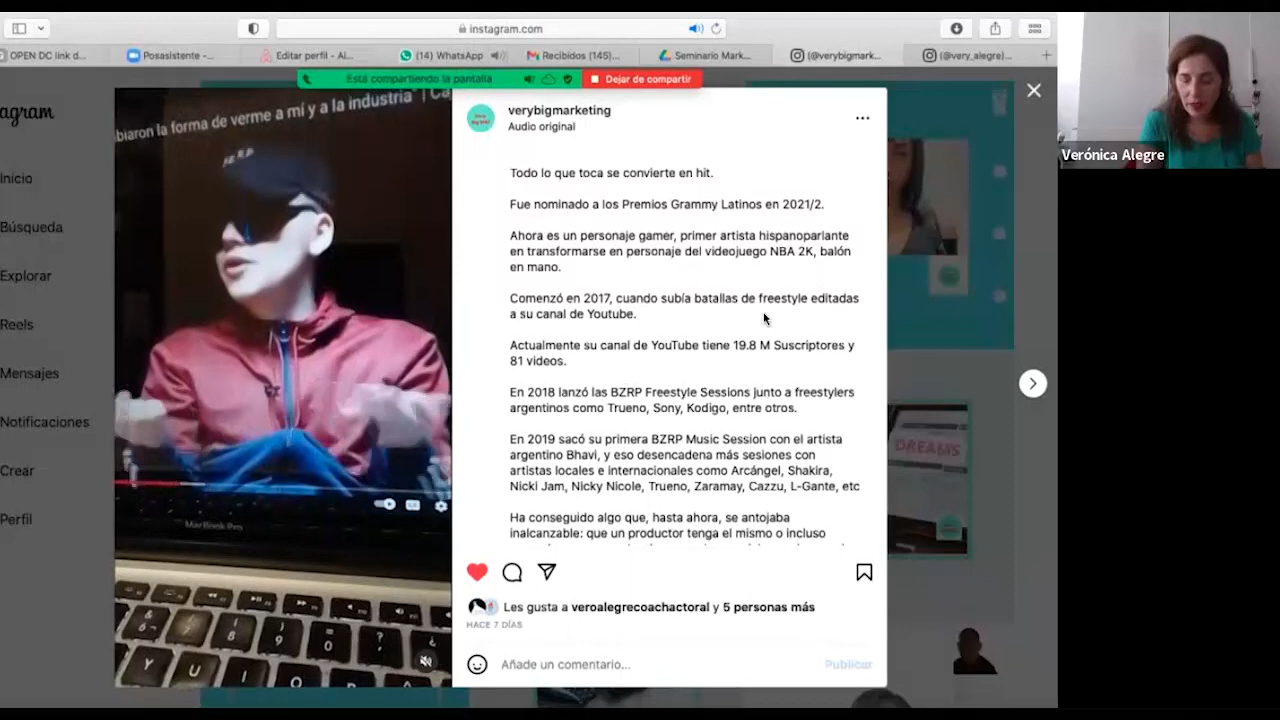 instagram.com
OPEN DC link d...
Posasistente -...
Editar perfil - Ai...
(14) WhatsApp
Recibidos (145)...
Seminario Mark...
(@verybigmark...
(@very_alegre)...
Está compartiendo la pantalla
Dejar de compartir
Verónica Alegre
agram
Inicio
Búsqueda
Explorar
Reels
Mensajes
Notificaciones
Crear
Perfil
biaron la forma de verme a mí y a la industria" | Ca
MacBook Pro
verybigmarketing
Audio original
Todo lo que toca se convierte en hit.
Fue nominado a los Premios Grammy Latinos en 2021/2.
Ahora es un personaje gamer, primer artista hispanoparlante
en transformarse en personaje del videojuego NBA 2K, balón
en mano.
Comenzó en 2017, cuando subía batallas de freestyle editadas
a su canal de Youtube.
Actualmente su canal de YouTube tiene 19.8 M Suscriptores y
81 videos.
En 2018 lanzó las BZRP Freestyle Sessions junto a freestylers
argentinos como Trueno, Sony, Kodigo, entre otros.
En 2019 sacó su primera BZRP Music Session con el artista
argentino Bhavi, y eso desencadena más sesiones con
artistas locales e internacionales como Arcángel, Shakira,
Nicki Jam, Nicky Nicole, Trueno, Zaramay, Cazzu, L-Gante, etc
Ha conseguido algo que, hasta ahora, se antojaba
inalcanzable: que un productor tenga el mismo o incluso
Les gusta a veroalegrecoachactoral y 5 personas más
HACE 7 DÍAS
Añade un comentario...
Publicar
DREAMS
Y U I